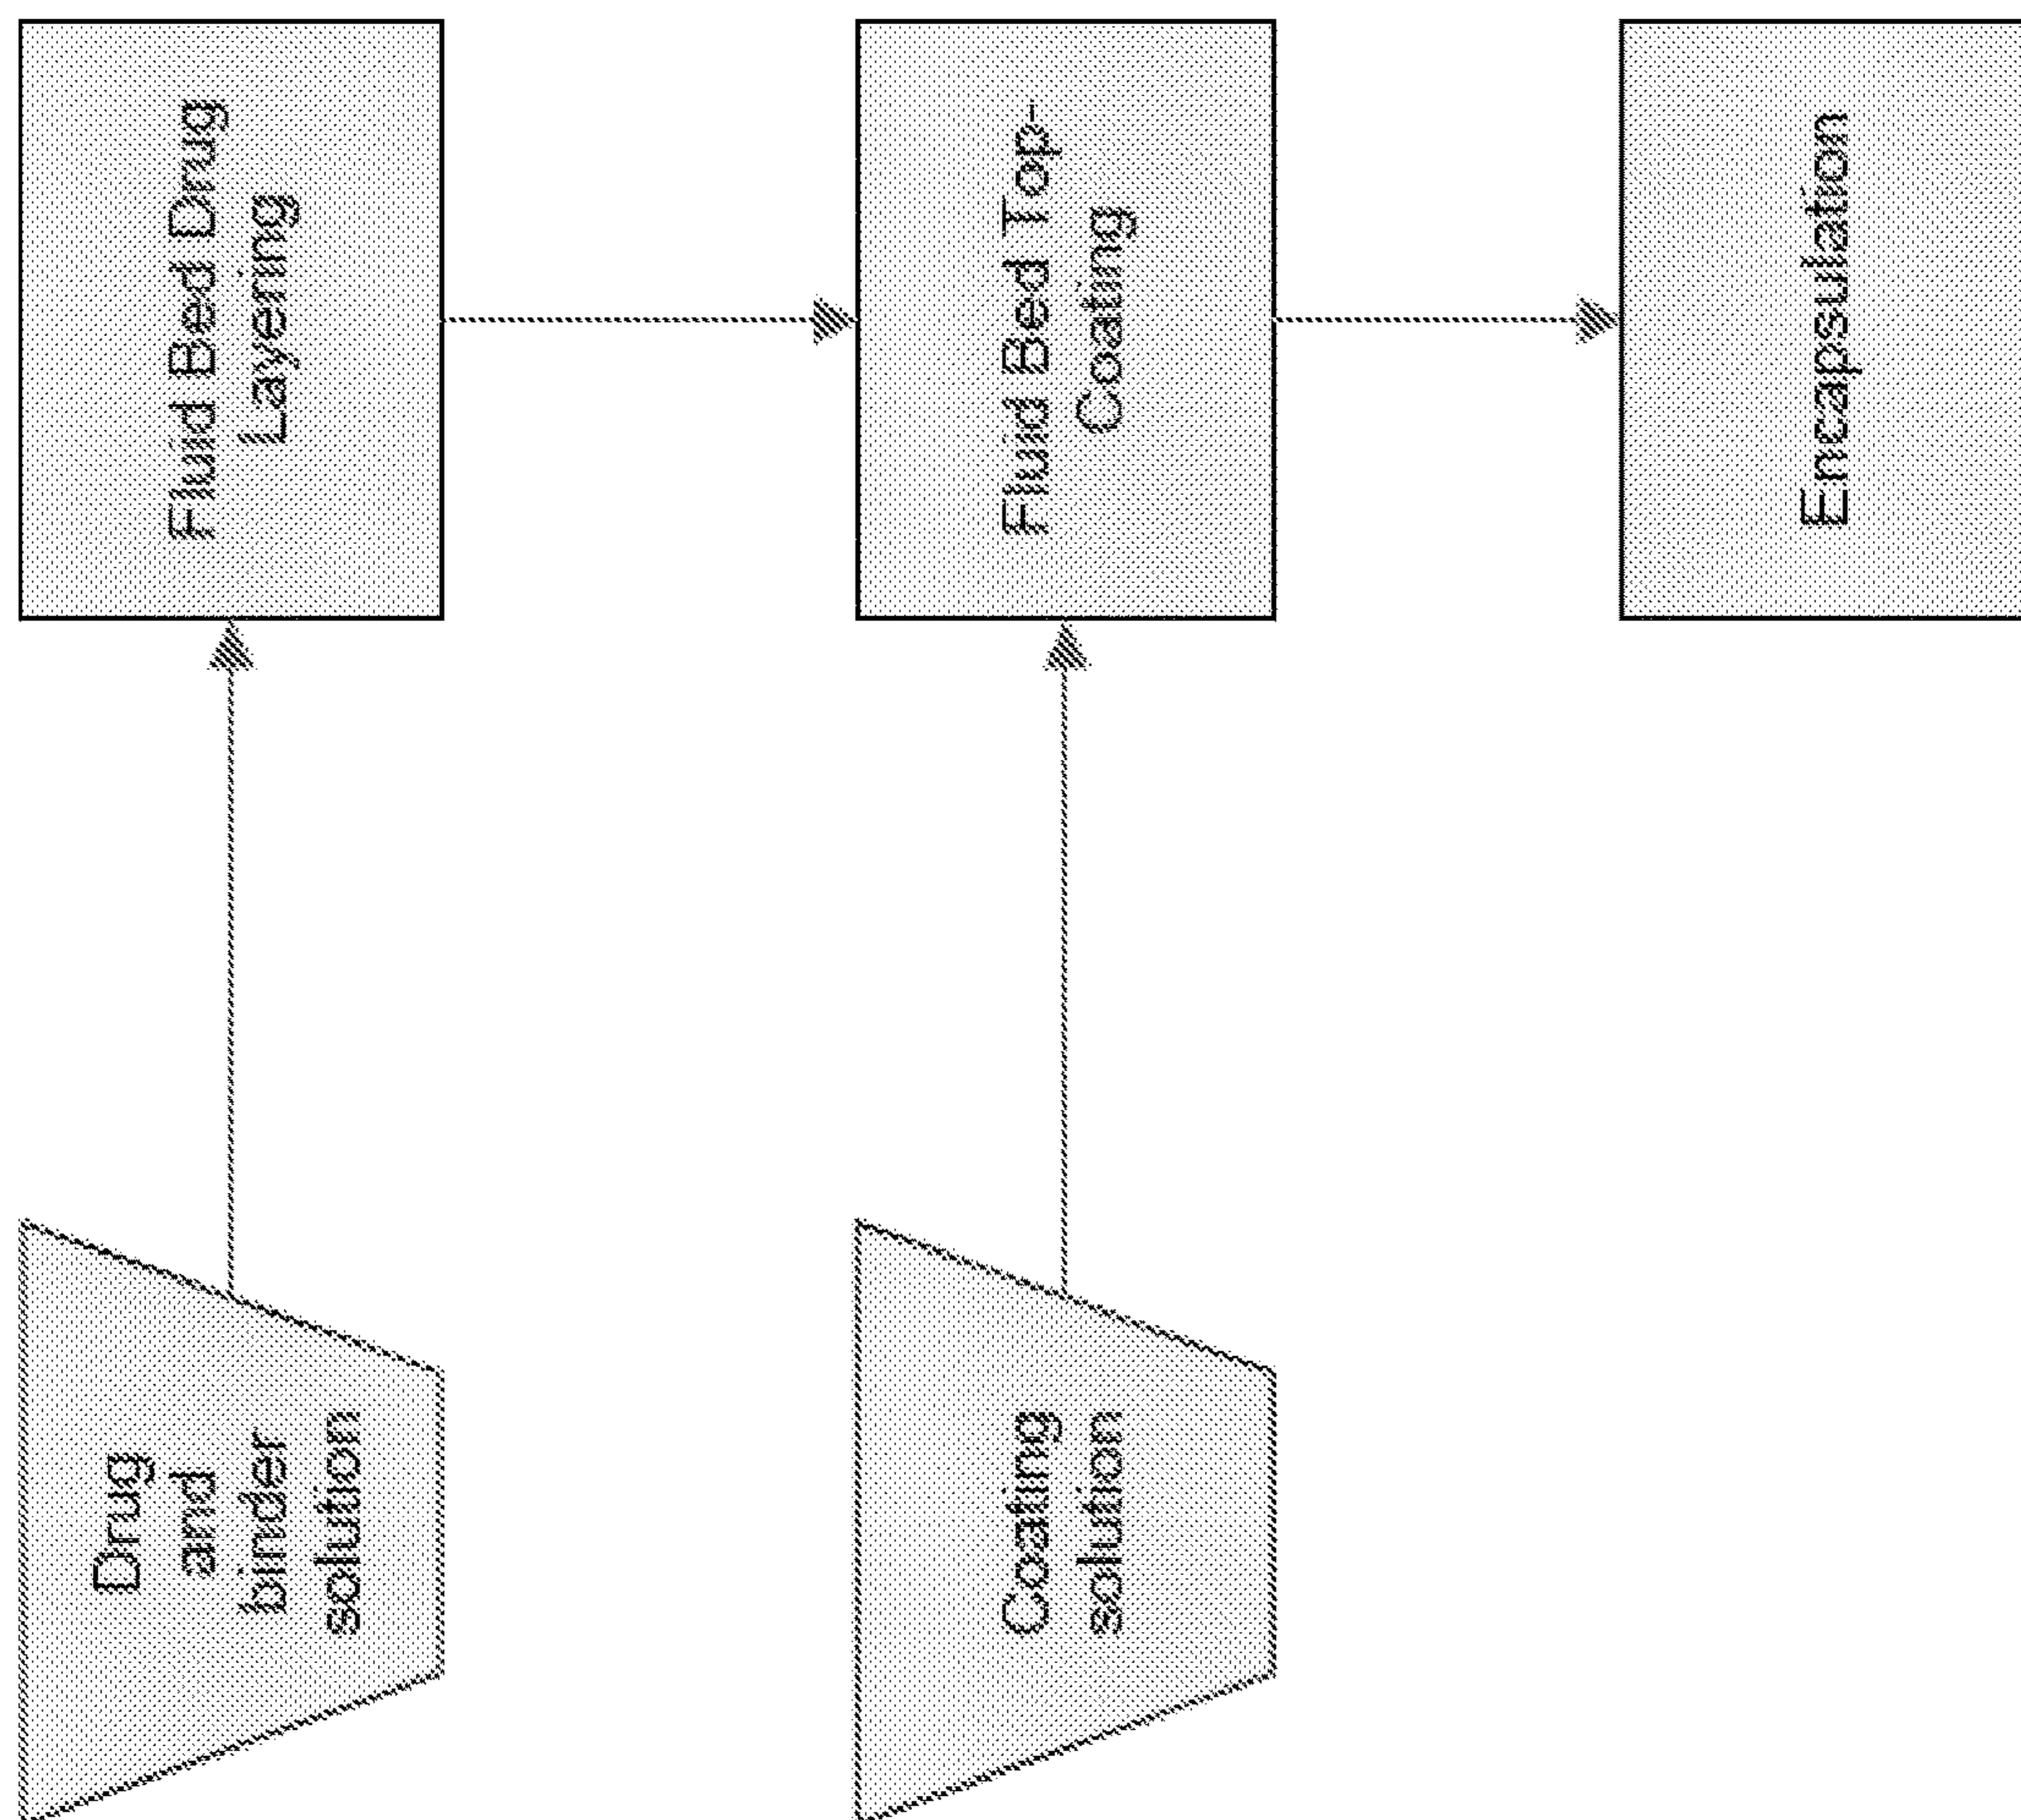 Drug
and
binder
solution
Fluid Bed Drug
Layering
Coating
solution
Fluid Bed Top-
Coating
Encapsulation